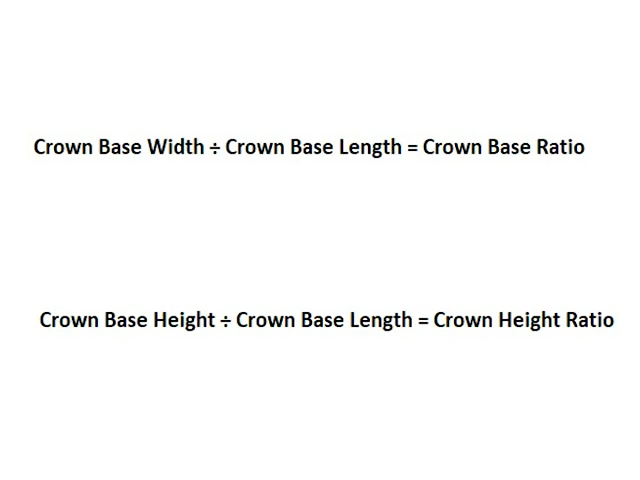 Crown Base Width ÷ Crown Base Length = Crown Base Ratio
Crown Base Height ÷ Crown Base Length = Crown Height Ratio